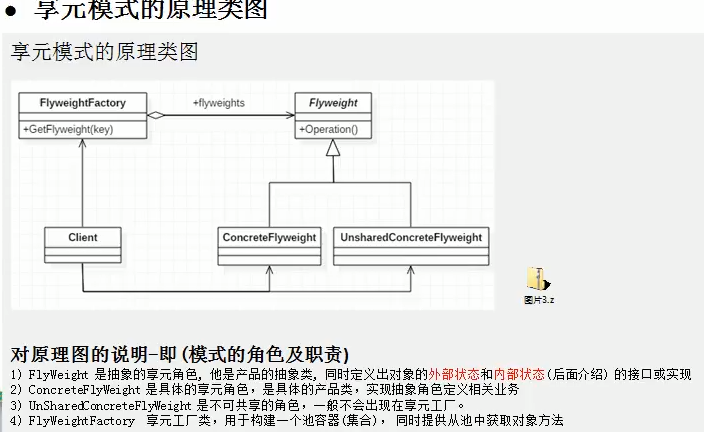 ● 享元模式的原理类图
享元模式的原理类图
FlyweightFactory
+flyweights
Flyweight
+GetFlyweight(key)
+Operation()
Client
ConcreteFlyweight
UnsharedConcreteFlyweight
图片3.z
对原理图的说明-即(模式的角色及职责)
1) FlyWeight 是抽象的享元角色, 他是产品的抽象类, 同时定义出对象的外部状态和内部状态(后面介绍) 的接口或实现
2) ConcreteFlyWeight 是具体的享元角色，是具体的产品类，实现抽象角色定义相关业务
3) UnSharedConcreteFlyWeight 是不可共享的角色，一般不会出现在享元工厂。
4) FlyWeightFactory 享元工厂类，用于构建一个池容器(集合)， 同时提供从池中获取对象方法